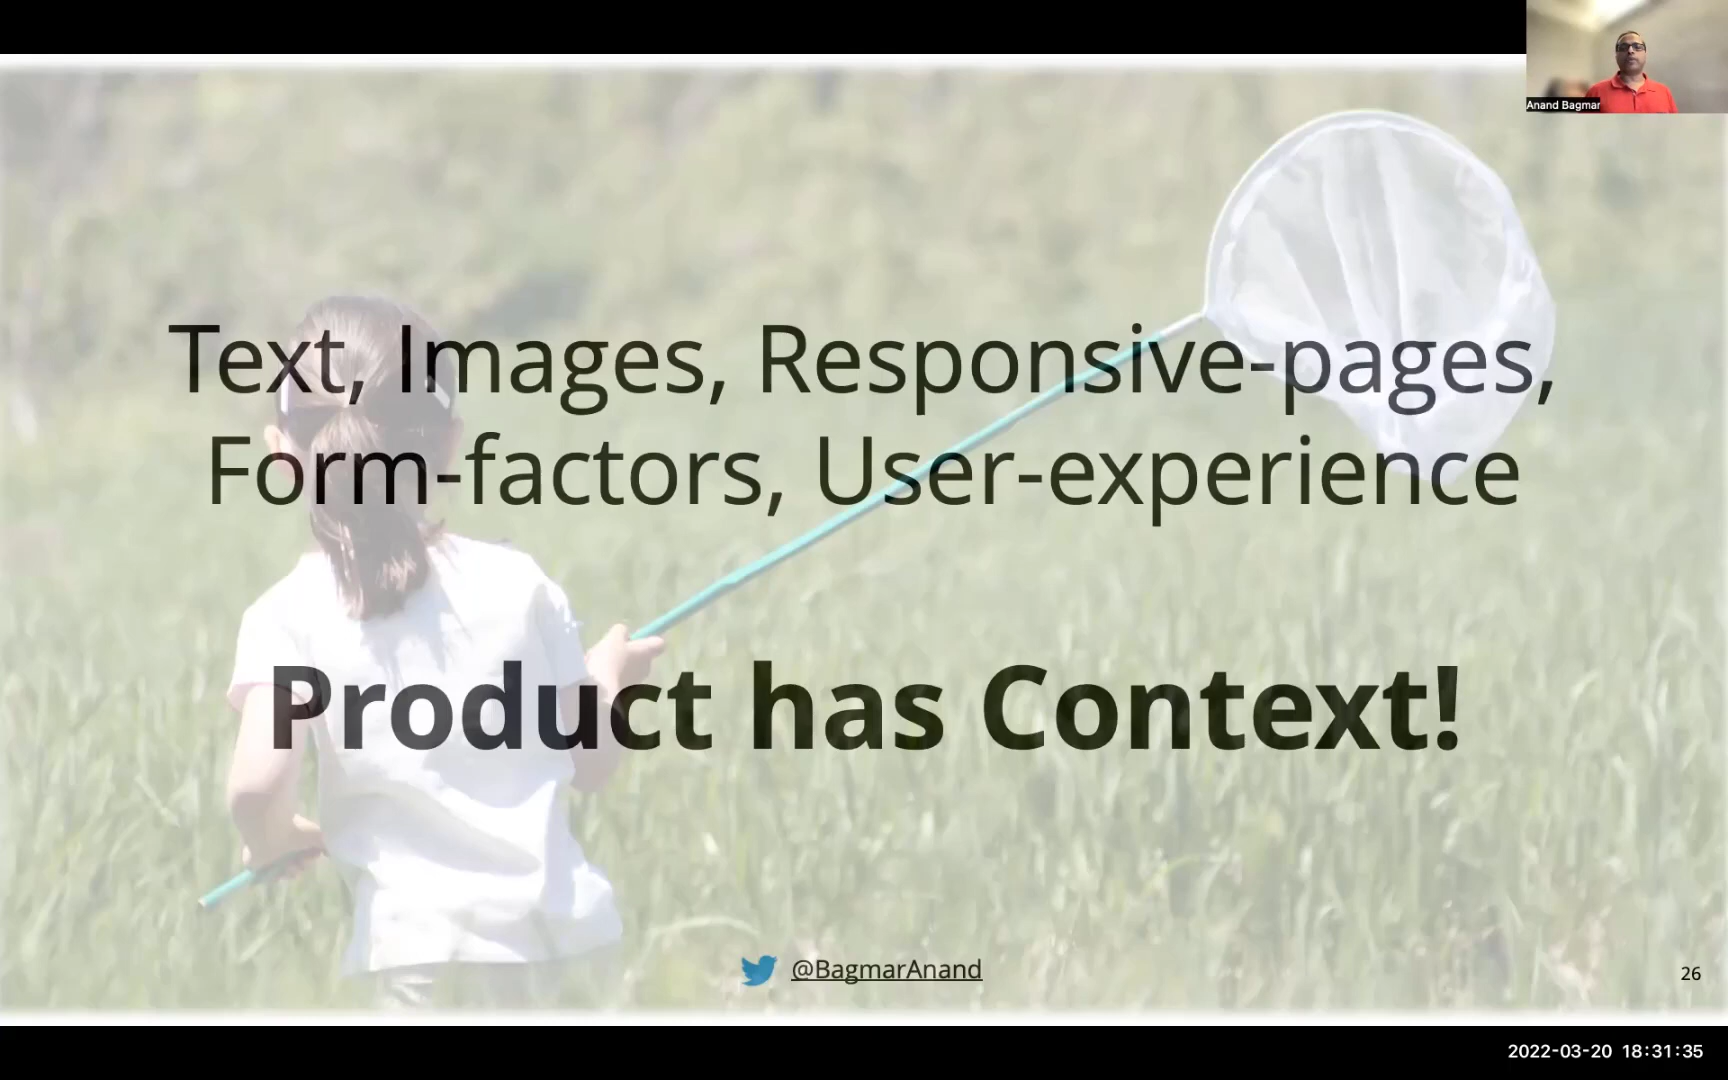 Anand Bagmar
Text, Images, Responsive-pages,
Form-factors, User-experience
Product has Context!
@BagmarAnand
26
2022-03-20 18:31:35